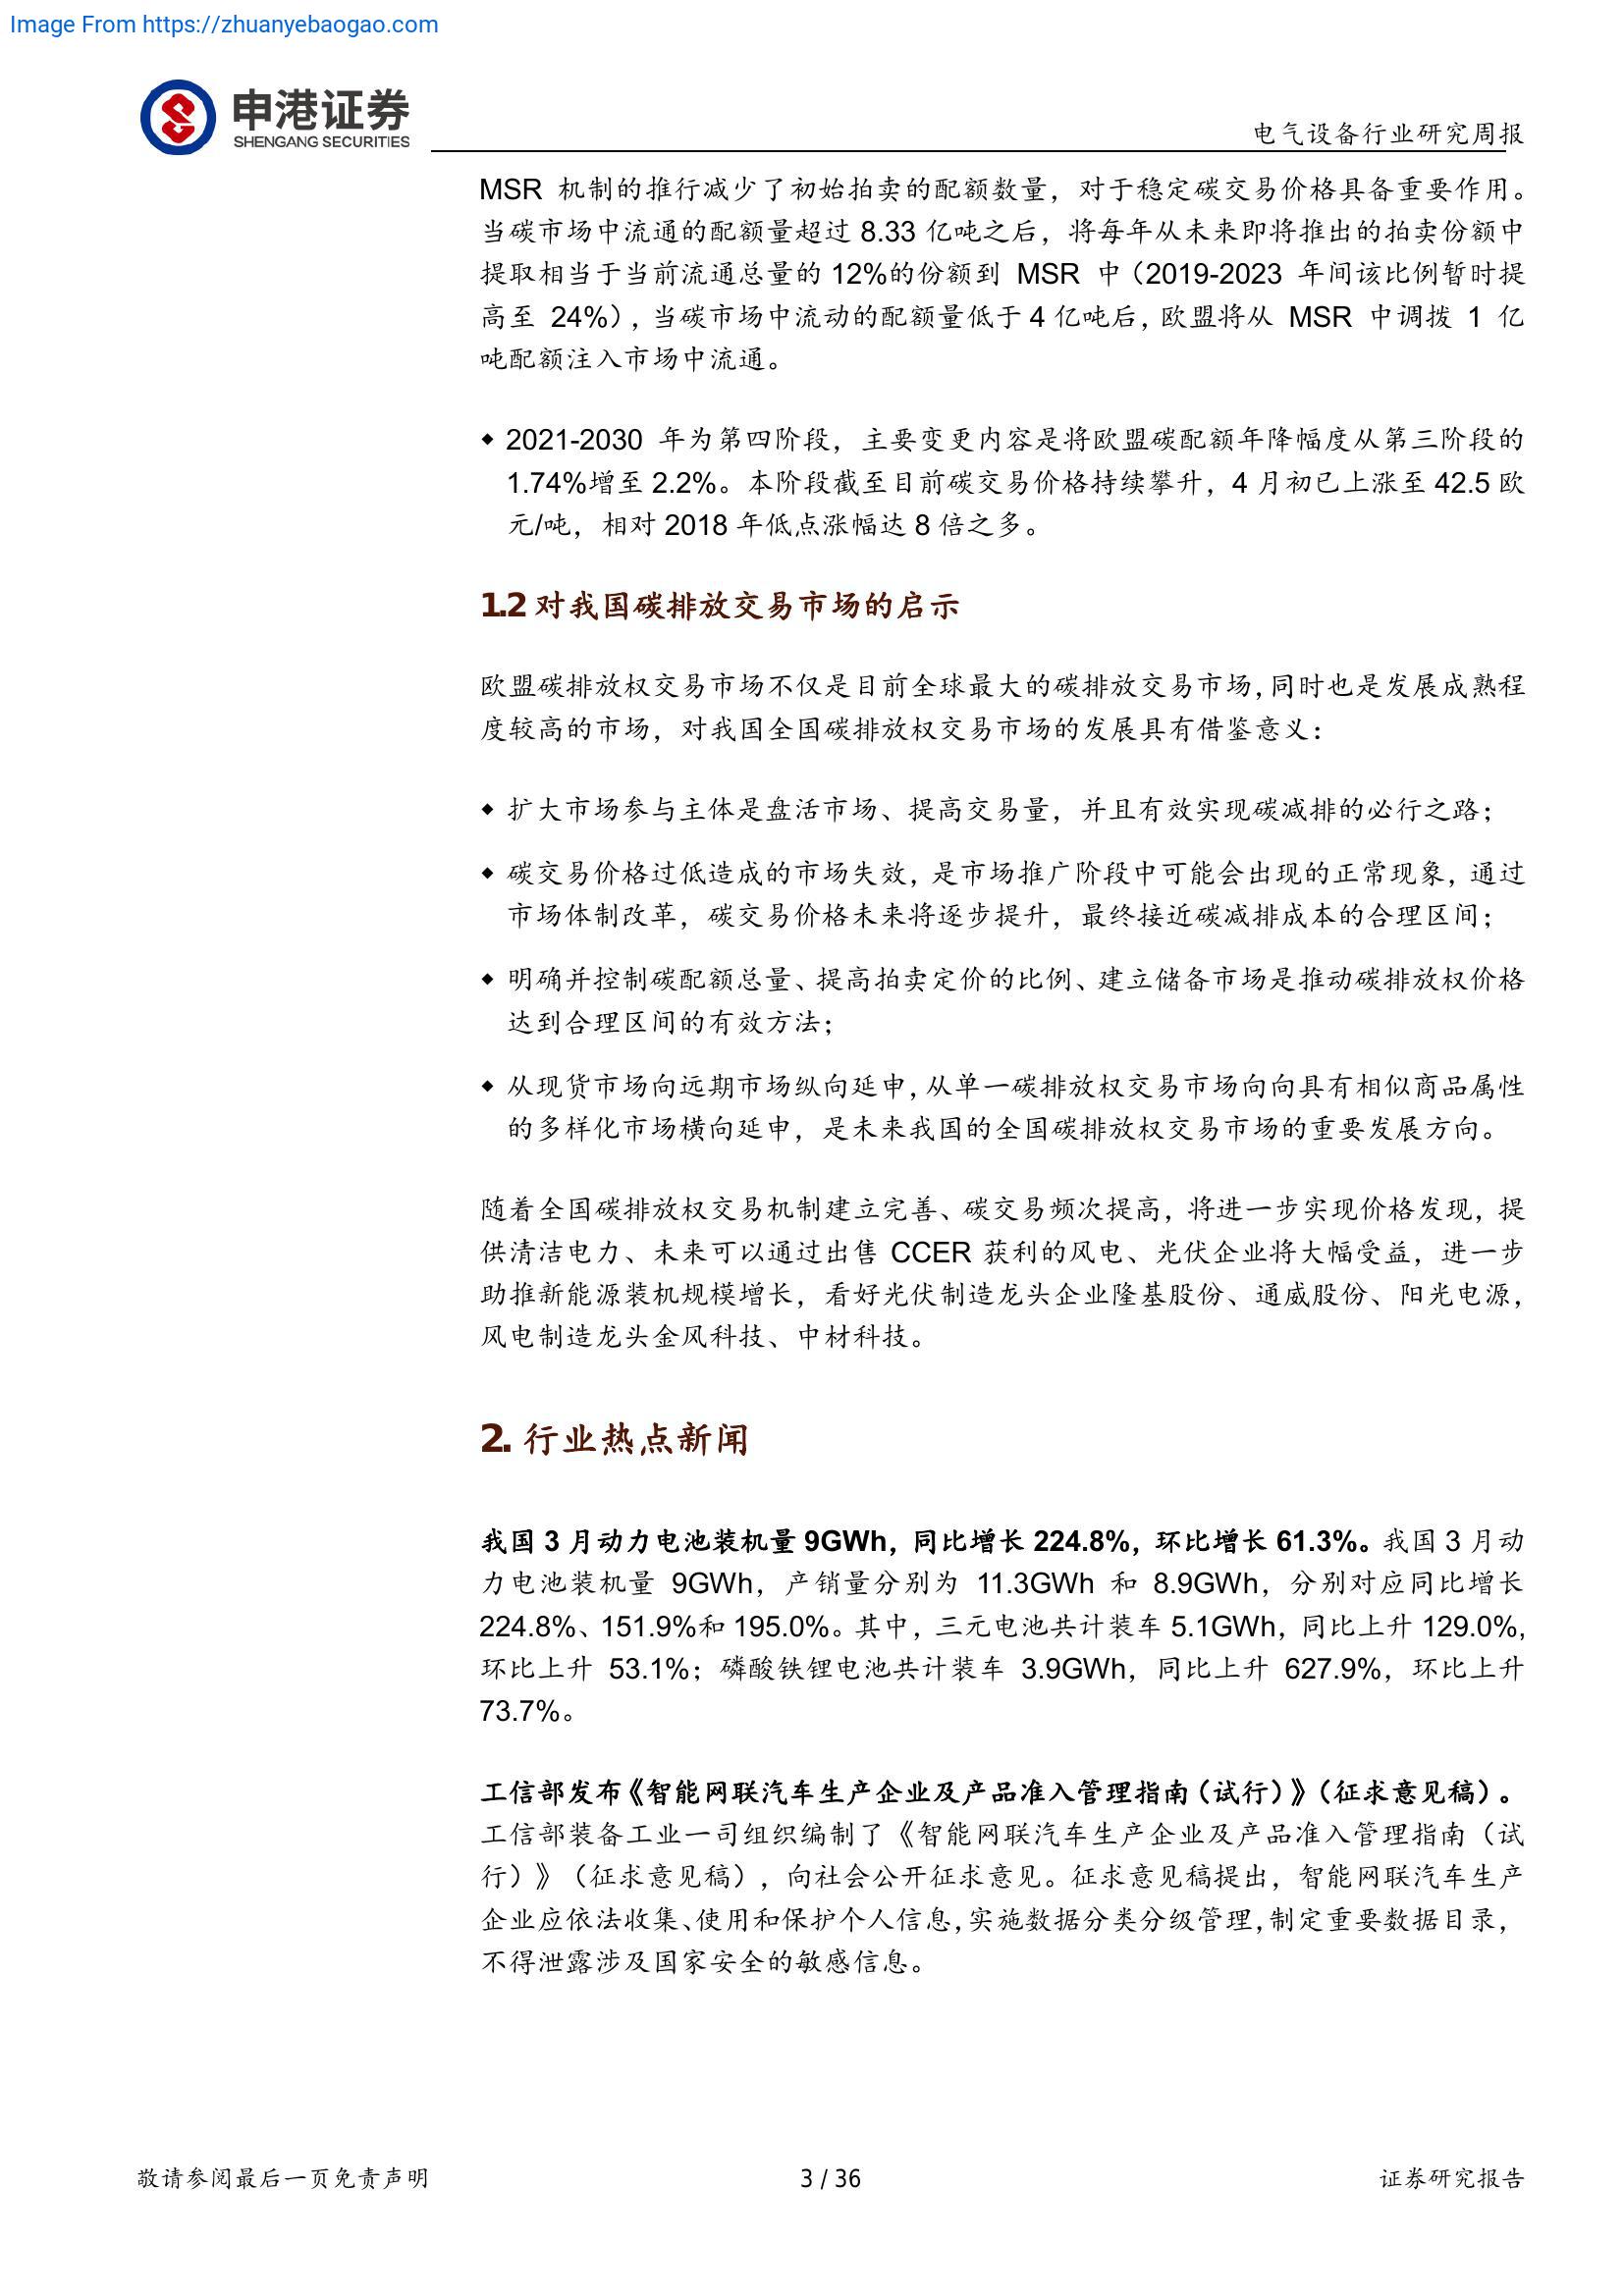 Image From https://zhuanyebaogao.com
申港证券
SHENGANG SECURITIES
电气设备行业研究周报
MSR 机制的推行减少了初始拍卖的配额数量，对于稳定碳交易价格具备重要作用。
当碳市场中流通的配额量超过 8.33 亿吨之后，将每年从未来即将推出的拍卖份额中
提取相当于当前流通总量的 12%的份额到 MSR 中（2019-2023 年间该比例暂时提
高至 24%），当碳市场中流动的配额量低于 4 亿吨后，欧盟将从 MSR 中调拨 1 亿
吨配额注入市场中流通。
◆ 2021-2030 年为第四阶段，主要变更内容是将欧盟碳配额年降幅度从第三阶段的
1.74%增至 2.2%。本阶段截至目前碳交易价格持续攀升，4 月初已上涨至 42.5 欧
元/吨，相对 2018 年低点涨幅达 8 倍之多。
1.2 对我国碳排放交易市场的启示
欧盟碳排放权交易市场不仅是目前全球最大的碳排放交易市场，同时也是发展成熟程
度较高的市场，对我国全国碳排放权交易市场的发展具有借鉴意义：
◆ 扩大市场参与主体是盘活市场、提高交易量，并且有效实现碳减排的必行之路；
◆ 碳交易价格过低造成的市场失效，是市场推广阶段中可能会出现的正常现象，通过
市场体制改革，碳交易价格未来将逐步提升，最终接近碳减排成本的合理区间；
◆ 明确并控制碳配额总量、提高拍卖定价的比例、建立储备市场是推动碳排放权价格
达到合理区间的有效方法；
◆ 从现货市场向远期市场纵向延申，从单一碳排放权交易市场向向具有相似商品属性
的多样化市场横向延申，是未来我国的全国碳排放权交易市场的重要发展方向。
随着全国碳排放权交易机制建立完善、碳交易频次提高，将进一步实现价格发现，提
供清洁电力、未来可以通过出售 CCER 获利的风电、光伏企业将大幅受益，进一步
助推新能源装机规模增长，看好光伏制造龙头企业隆基股份、通威股份、阳光电源，
风电制造龙头金风科技、中材科技。
2. 行业热点新闻
我国 3 月动力电池装机量 9GWh，同比增长 224.8%，环比增长 61.3%。我国 3 月动
力电池装机量 9GWh，产销量分别为 11.3GWh 和 8.9GWh，分别对应同比增长
224.8%、151.9%和 195.0%。其中，三元电池共计装车 5.1GWh，同比上升 129.0%，
环比上升 53.1%；磷酸铁锂电池共计装车 3.9GWh，同比上升 627.9%，环比上升
73.7%。
工信部发布《智能网联汽车生产企业及产品准入管理指南（试行）》（征求意见稿）。
工信部装备工业一司组织编制了《智能网联汽车生产企业及产品准入管理指南（试
行）》（征求意见稿），向社会公开征求意见。征求意见稿提出，智能网联汽车生产
企业应依法收集、使用和保护个人信息，实施数据分类分级管理，制定重要数据目录，
不得泄露涉及国家安全的敏感信息。
敬请参阅最后一页免责声明
3 / 36
证券研究报告